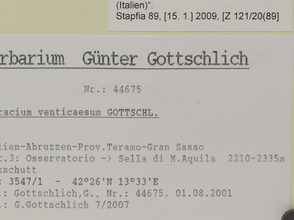 (Italien)".
Stapfia 89, [15. 1.] 2009, [Z 121/20(89]
rbarium Günter Gottschlich
Nr.: 44675
racium venticaesum GOTTSCHL.
lien-Abruzzen-Prov.Teramo-Gran Sasso
t.3: Osservatorio -> Sella di M.Aquila 2210-2335m
kschutt
: 3547/1 - 42°26'N 13°33'E
: Gottschlich,G., Nr.: 44675, 01.08.2001
: G.Gottschlich 7/2007